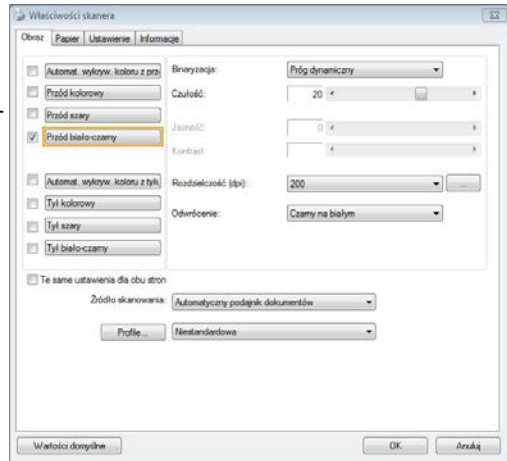 Właściwości skanera
Obraz Papier Ustawienie Informacje
Automat. wykryw. koloru z prz
Przód kolorowy
Przód szary
Przód biało-czarny
Automat. wykryw. koloru z tyłu
Tył kolorowy
Tył szary
Tył biało-czarny
Binaryzacja: Próg dynamiczny
Czułość: 20
Jasność: 0
Kontrast:
Rozdzielczość (dpi): 200 ...
Odwrócenie: Czarny na białym
Te same ustawienia dla obu stron
Źródło skanowania: Automatyczny podajnik dokumentów
Profile... Niestandardowa
Wartości domyślne OK Anuluj